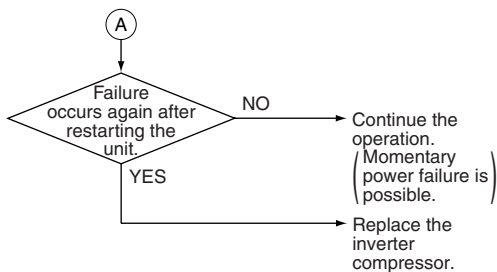 A
Failure
occurs again after
restarting the
unit.
NO
Continue the
operation.
(Momentary
power failure is
possible.)
YES
Replace the
inverter
compressor.